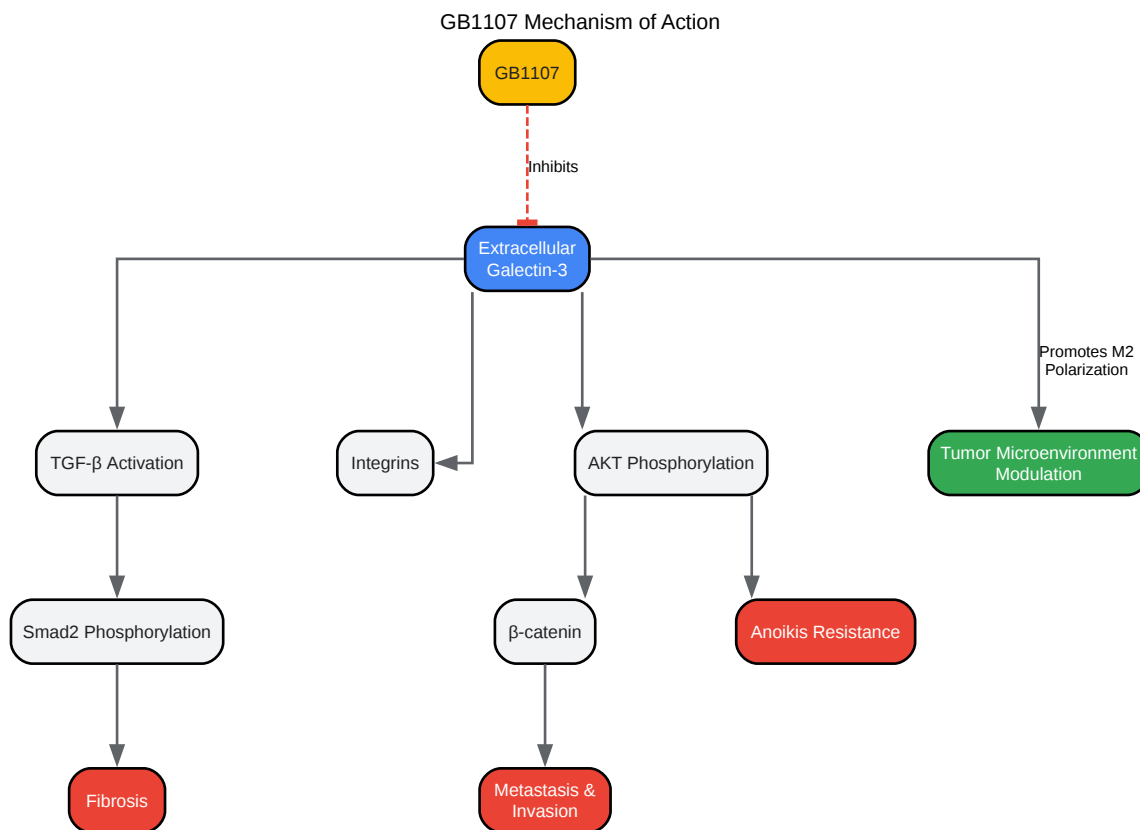 GB1107 Mechanism of Action
GB1107
Inhibits
Extracellular
Galectin-3
Promotes M2
Polarization
TGF-β Activation
Integrins
AKT Phosphorylation
Tumor Microenvironment
Modulation
Smad2 Phosphorylation
β-catenin
Anoikis Resistance
Fibrosis
Metastasis &
Invasion